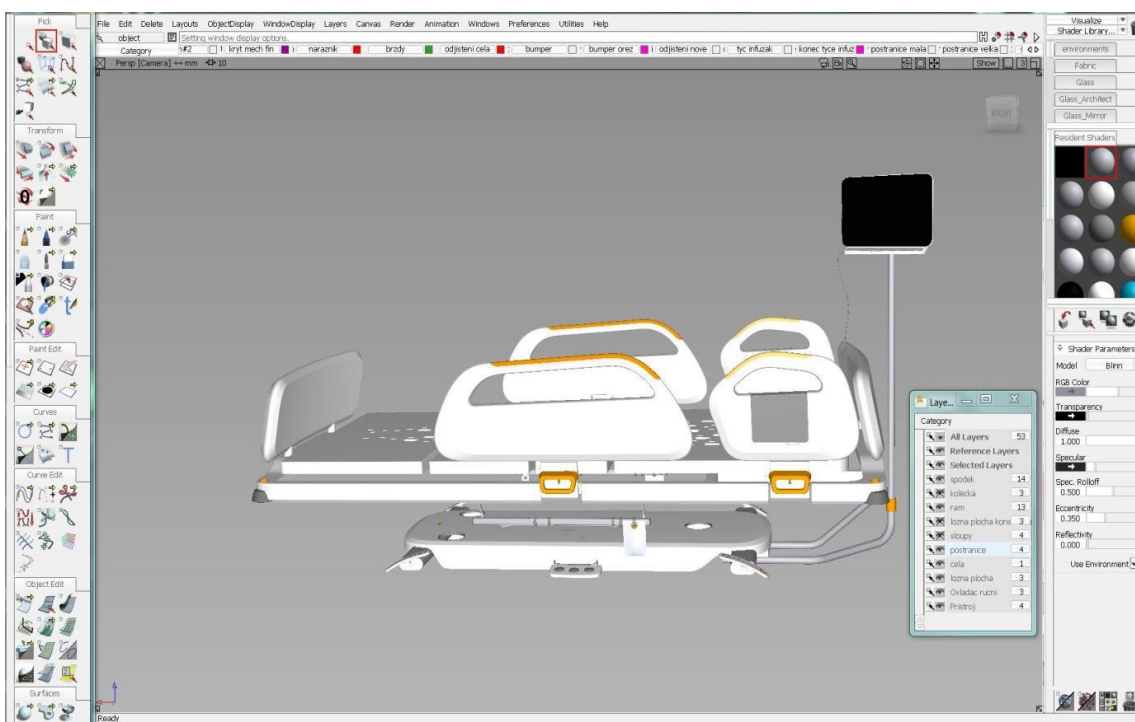 Pick
Transform
Paint
Paint Edit
Curves
Curve Edit
Object Edit
Surfaces
File Edit Delete Layouts ObjectDisplay WindowDisplay Layers Canvas Render Animation Windows Preferences Utilities Help
object Setting window display options.
Category #2 kryt mech fin naraznik brzdy odjisteni cela bumper bumper orez odjisteni nove tyc infuzak konec tyce infuz postranice mala postranice velka
Persp [Camera] mm 10 Show 3
RIGHT
Laye...
Category
All Layers 53
Reference Layers
Selected Layers
spodek 14
kolecka 3
ram 13
lozna plocha kons 3
sloupy 4
postranice 4
cela 1
lozna plocha 3
Ovladac rucni 3
Pristroj 4
Ready
Visualize
Shader Library...
environments
Fabric
Glass
Glass_Architect
Glass_Mirror
Resident Shaders
Shader Parameters
Model Blinn
RGB Color
Transparency
Diffuse
1.000
Specular
Spec. Rolloff
0.500
Eccentricity
0.350
Reflectivity
0.000
Use Environment